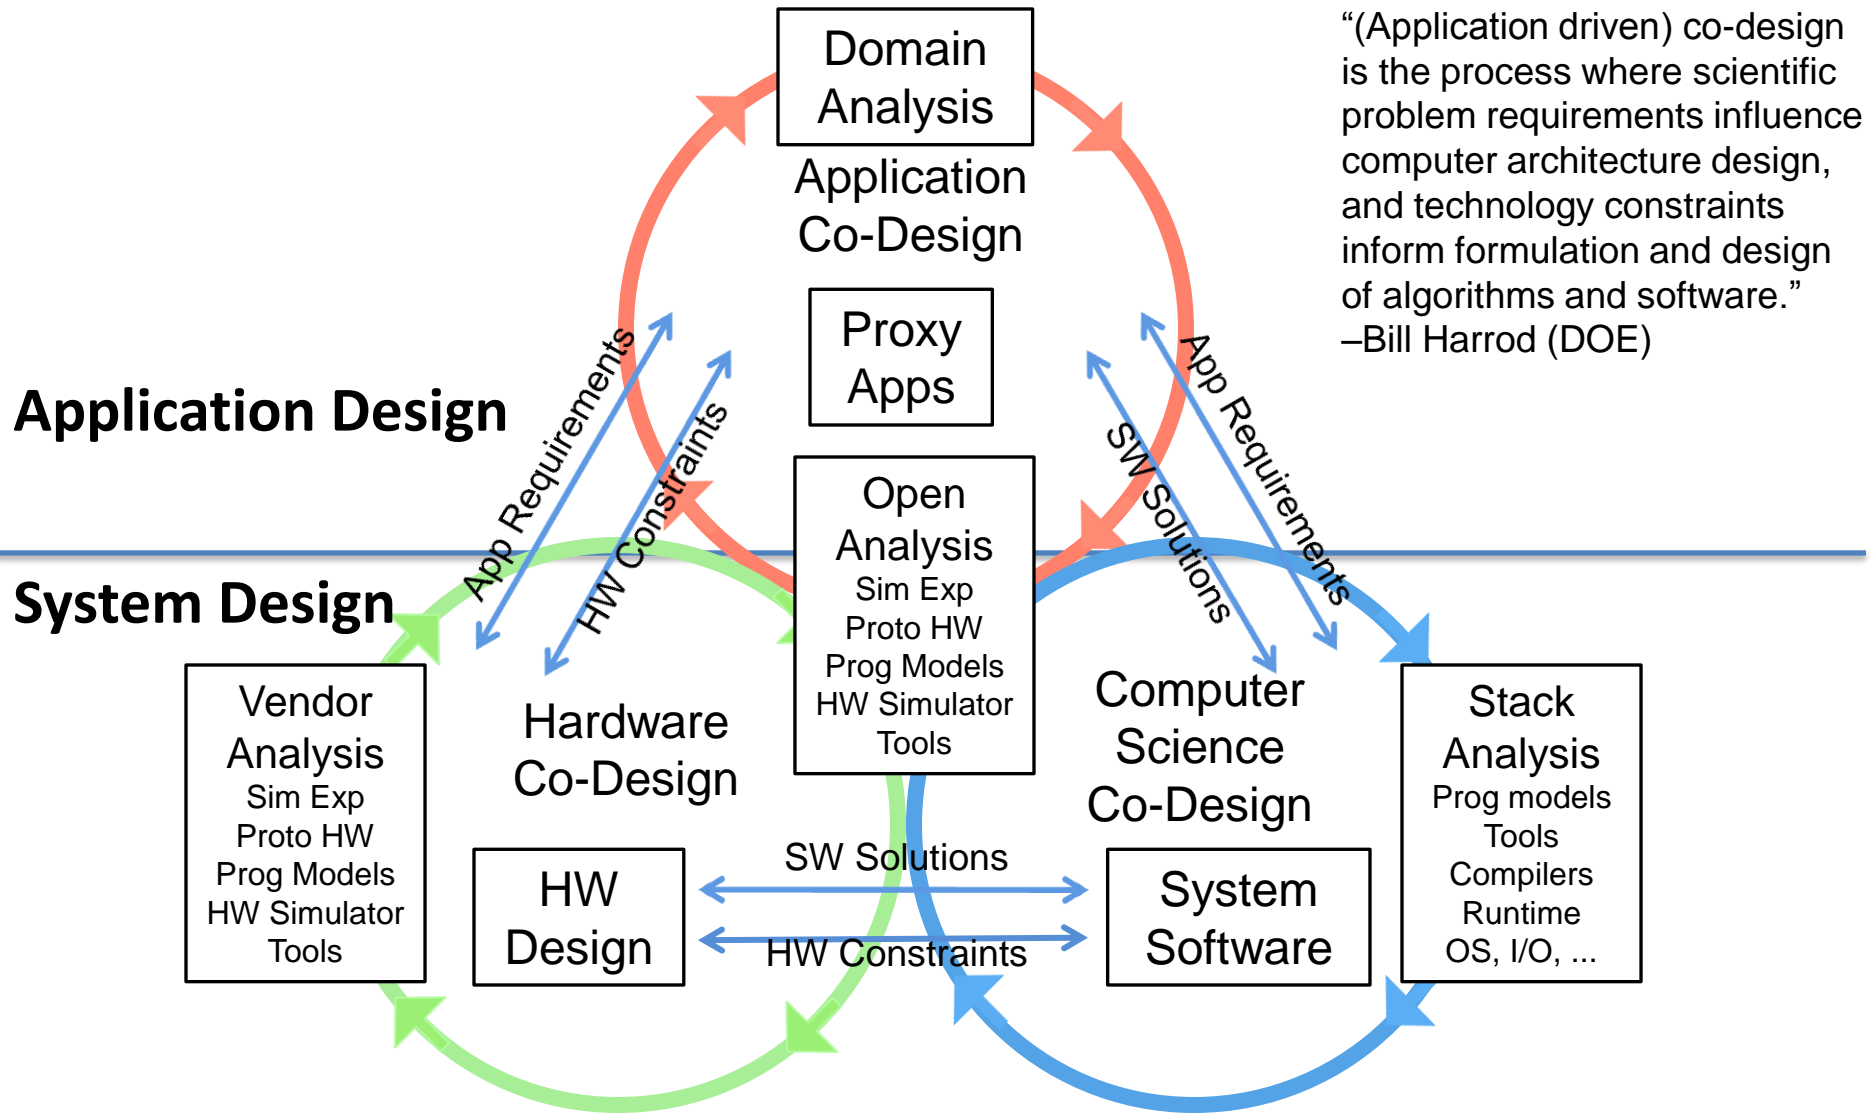 Domain
Analysis
Application
Co-Design
Proxy
Apps
“(Application driven) co-design
is the process where scientific
problem requirements influence
computer architecture design,
and technology constraints
inform formulation and design
of algorithms and software.”
–Bill Harrod (DOE)
Application Design
App Requirements
HW Constraints
SW Solutions
App Requirements
Open
Analysis
Sim Exp
Proto HW
Prog Models
HW Simulator
Tools
System Design
Vendor
Analysis
Sim Exp
Proto HW
Prog Models
HW Simulator
Tools
Hardware
Co-Design
HW
Design
SW Solutions
HW Constraints
Computer
Science
Co-Design
System
Software
Stack
Analysis
Prog models
Tools
Compilers
Runtime
OS, I/O, ...